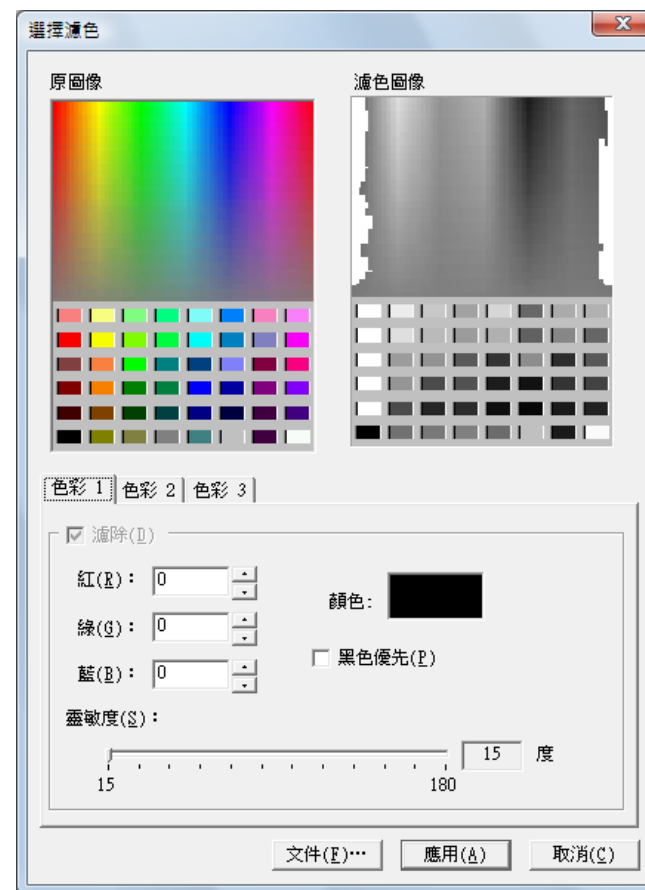 選擇濾色
原圖像
濾色圖像
色彩 1 色彩 2 色彩 3
濾除(D)
紅(R): 0
綠(G): 0
藍(B): 0
顏色:
黑色優先(P)
靈敏度(S):
15 度
15 180
文件(F)… 應用(A) 取消(C)